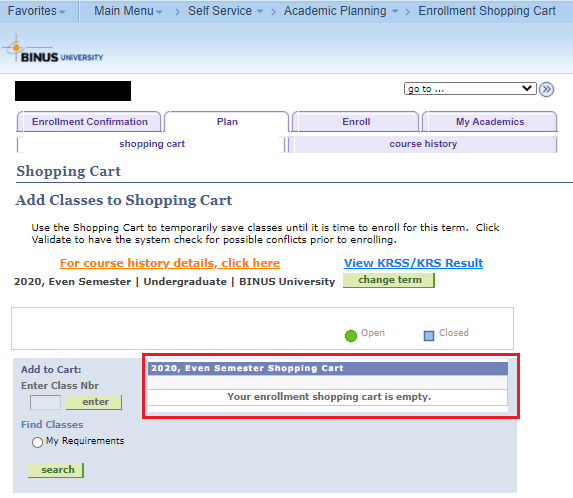 Favorites Main Menu > Self Service > Academic Planning > Enrollment Shopping Cart
BINUS UNIVERSITY
go to ...
Enrollment Confirmation Plan Enroll My Academics
shopping cart course history
Shopping Cart
Add Classes to Shopping Cart
Use the Shopping Cart to temporarily save classes until it is time to enroll for this term. Click
Validate to have the system check for possible conflicts prior to enrolling.
For course history details, click here View KRSS/KRS Result
2020, Even Semester | Undergraduate | BINUS University change term
Open Closed
Add to Cart:
Enter Class Nbr
enter
Find Classes
My Requirements
search
2020, Even Semester Shopping Cart
Your enrollment shopping cart is empty.